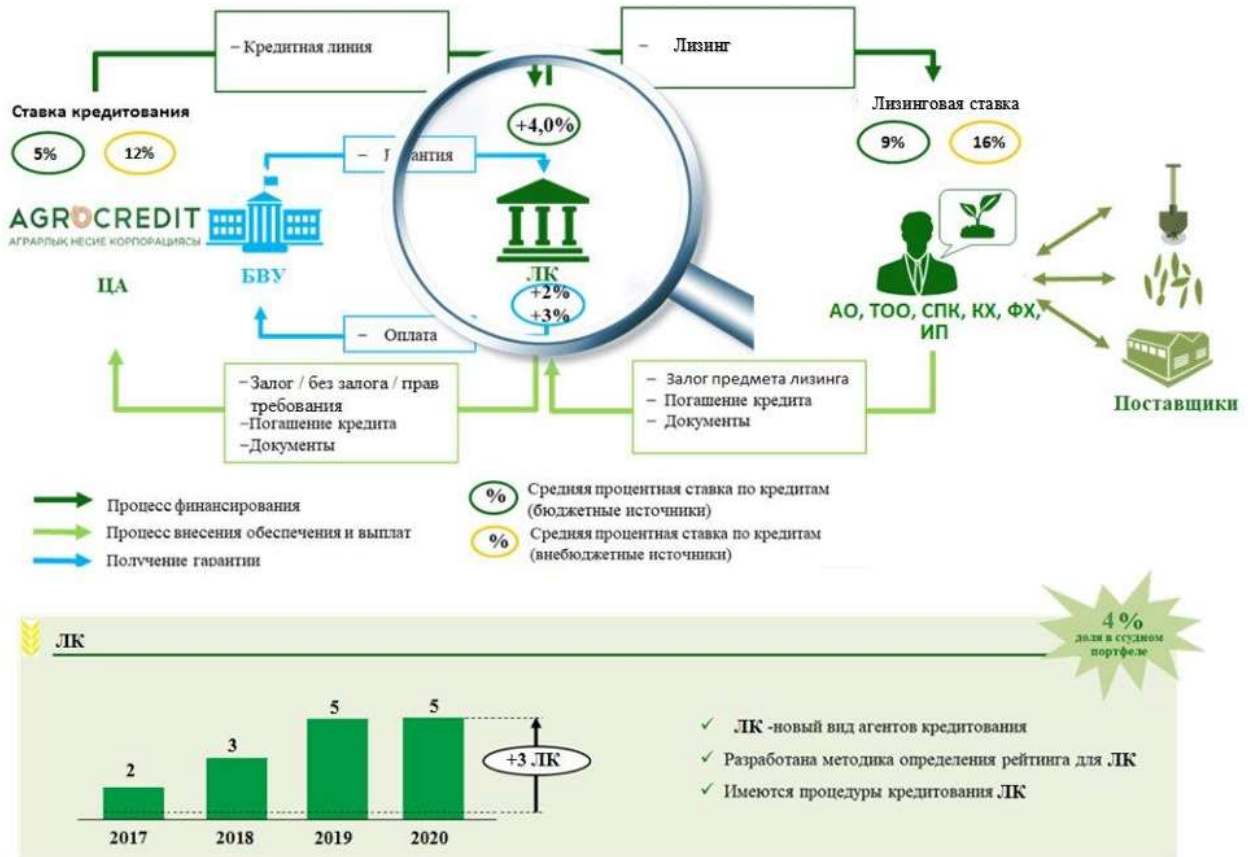 – Кредитная линия
– Лизинг
Ставка кредитования
5%
12%
+4,0%
Лизинговая ставка
9%
16%
– Гарантия
AGROCREDIT
АГРАРЛЫҚ НЕСИЕ КОРПОРАЦИЯСЫ
ЦА
БВУ
ЛК
+2%
+3%
– Оплата
АО, ТОО, СПК, КХ, ФХ,
ИП
Поставщики
– Залог / без залога / прав
требования
– Погашение кредита
– Документы
– Залог предмета лизинга
– Погашение кредита
– Документы
Процесс финансирования
Процесс внесения обеспечения и выплат
Получение гарантии
%
Средняя процентная ставка по кредитам
(бюджетные источники)
%
Средняя процентная ставка по кредитам
(внебюджетные источники)
ЛК
4 %
доля в ссудном
портфеле
2
3
5
5
+3 ЛК
2017
2018
2019
2020
✓ ЛК -новый вид агентов кредитования
✓ Разработана методика определения рейтинга для ЛК
✓ Имеются процедуры кредитования ЛК